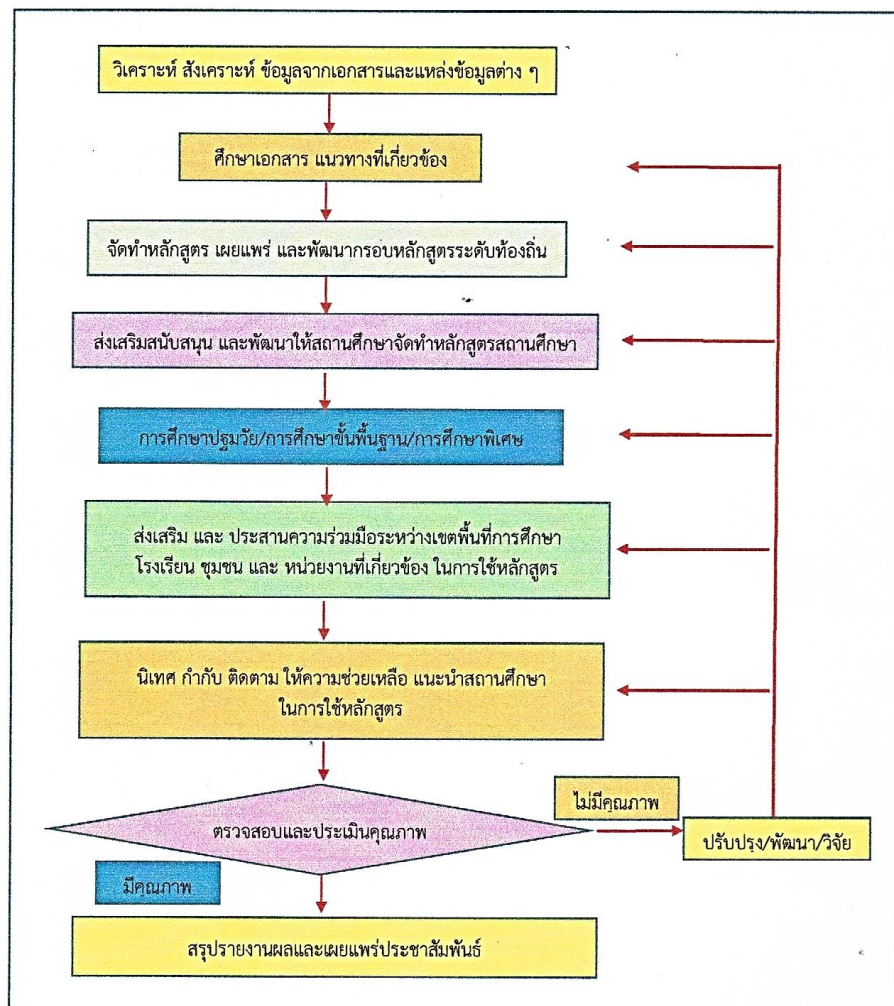 วิเคราะห์ สังเคราะห์ ข้อมูลจากเอกสารและแหล่งข้อมูลต่าง ๆ
ศึกษาเอกสาร แนวทางที่เกี่ยวข้อง
จัดทำหลักสูตร เผยแพร่ และพัฒนากรอบหลักสูตรระดับท้องถิ่น
ส่งเสริมสนับสนุน และพัฒนาให้สถานศึกษาจัดทำหลักสูตรสถานศึกษา
การศึกษาปฐมวัย/การศึกษาขั้นพื้นฐาน/การศึกษาพิเศษ
ส่งเสริม และ ประสานความร่วมมือระหว่างเขตพื้นที่การศึกษา
โรงเรียน ชุมชน และ หน่วยงานที่เกี่ยวข้อง ในการใช้หลักสูตร
นิเทศ กำกับ ติดตาม ให้ความช่วยเหลือ แนะนำสถานศึกษา
ในการใช้หลักสูตร
ไม่มีคุณภาพ
ตรวจสอบและประเมินคุณภาพ
ปรับปรุง/พัฒนา/วิจัย
มีคุณภาพ
สรุปรายงานผลและเผยแพร่ประชาสัมพันธ์